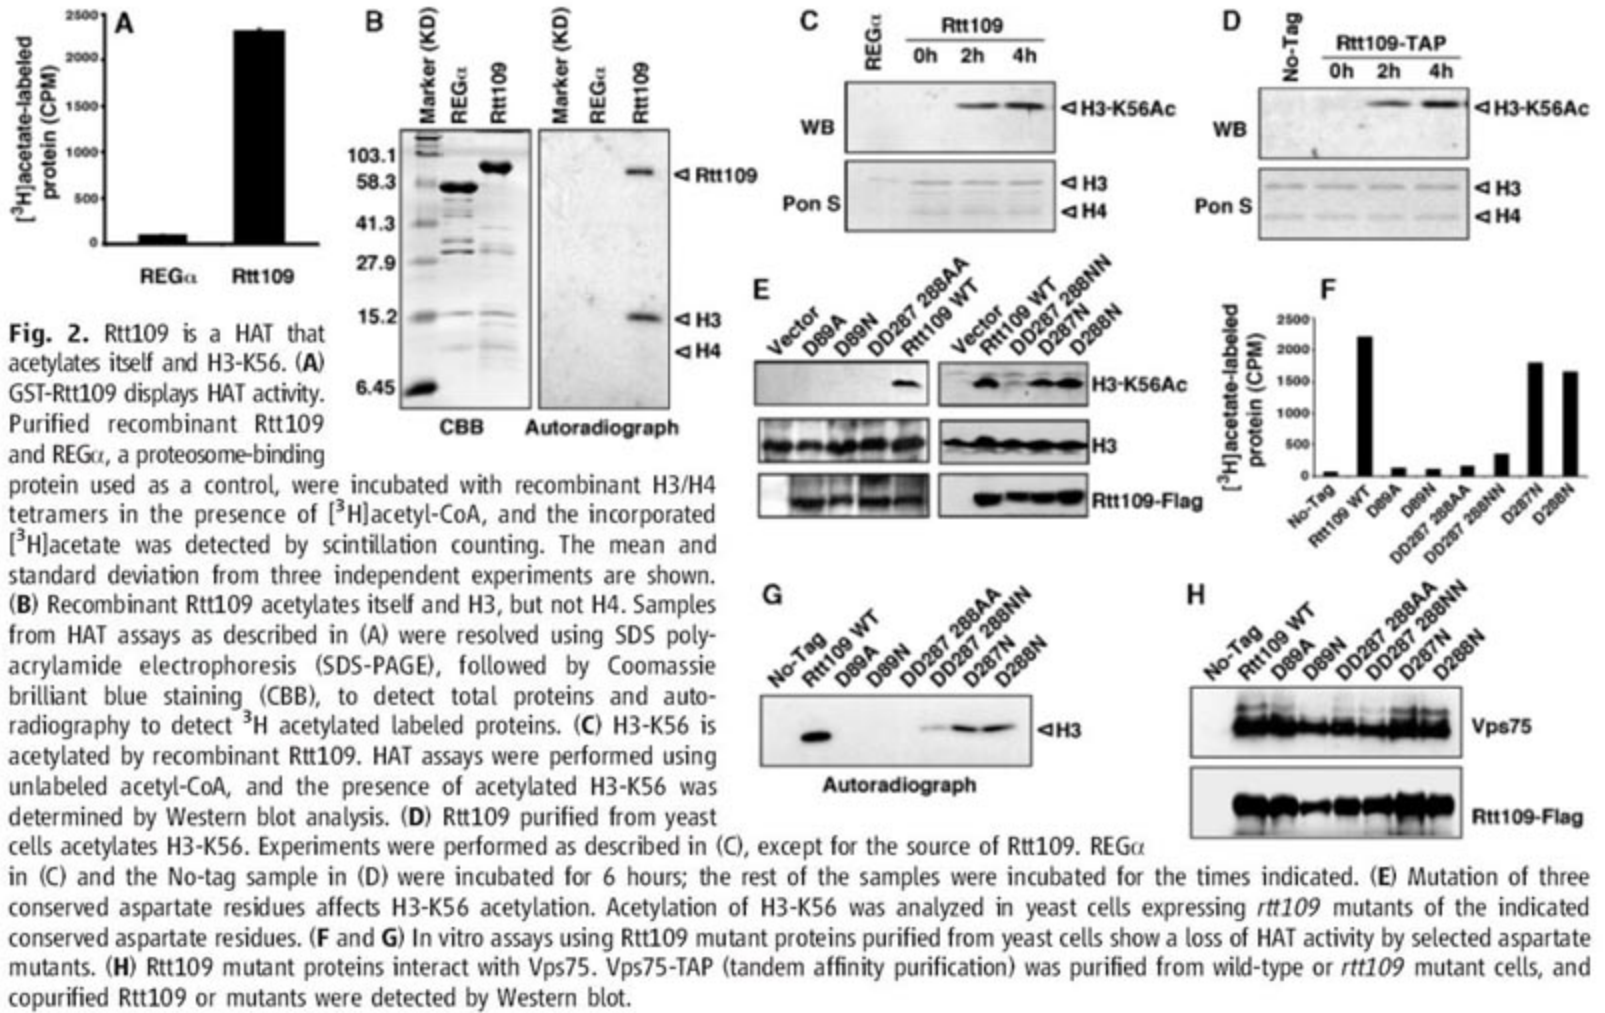 A
[³H]acetate-labeled
protein (CPM)
2500
2000
1500
1000
500
0
REGα
Rtt109
B
Marker (KD)
REGα
Rtt109
Marker (KD)
REGα
Rtt109
103.1
58.3
41.3
27.9
15.2
6.45
Rtt109
H3
H4
CBB
Autoradiograph
C
REGα
Rtt109
0h 2h 4h
WB
H3-K56Ac
Pon S
H3
H4
D
No-Tag
Rtt109-TAP
0h 2h 4h
WB
H3-K56Ac
Pon S
H3
H4
E
Vector
D89A
D89N
DD287 288AA
Rtt109 WT
Vector
Rtt109 WT
DD287 288NN
D287N
D288N
H3-K56Ac
H3
Rtt109-Flag
F
[³H]acetate-labeled
protein (CPM)
2500
2000
1500
1000
500
0
No-Tag
Rtt109 WT
D89A
D89N
DD287 288AA
DD287 288NN
D287N
D288N
G
No-Tag
Rtt109 WT
D89A
D89N
DD287 288AA
DD287 288NN
D287N
D288N
H3
Autoradiograph
H
No-Tag
Rtt109 WT
D89A
D89N
DD287 288AA
DD287 288NN
D287N
D288N
Vps75
Rtt109-Flag
Fig. 2. Rtt109 is a HAT that
acetylates itself and H3-K56. (A)
GST-Rtt109 displays HAT activity.
Purified recombinant Rtt109
and REGα, a proteosome-binding
protein used as a control, were incubated with recombinant H3/H4
tetramers in the presence of [³H]acetyl-CoA, and the incorporated
[³H]acetate was detected by scintillation counting. The mean and
standard deviation from three independent experiments are shown.
(B) Recombinant Rtt109 acetylates itself and H3, but not H4. Samples
from HAT assays as described in (A) were resolved using SDS poly-
acrylamide electrophoresis (SDS-PAGE), followed by Coomassie
brilliant blue staining (CBB), to detect total proteins and auto-
radiography to detect ³H acetylated labeled proteins. (C) H3-K56 is
acetylated by recombinant Rtt109. HAT assays were performed using
unlabeled acetyl-CoA, and the presence of acetylated H3-K56 was
determined by Western blot analysis. (D) Rtt109 purified from yeast
cells acetylates H3-K56. Experiments were performed as described in (C), except for the source of Rtt109. REGα
in (C) and the No-tag sample in (D) were incubated for 6 hours; the rest of the samples were incubated for the times indicated. (E) Mutation of three
conserved aspartate residues affects H3-K56 acetylation. Acetylation of H3-K56 was analyzed in yeast cells expressing rtt109 mutants of the indicated
conserved aspartate residues. (F and G) In vitro assays using Rtt109 mutant proteins purified from yeast cells show a loss of HAT activity by selected aspartate
mutants. (H) Rtt109 mutant proteins interact with Vps75. Vps75-TAP (tandem affinity purification) was purified from wild-type or rtt109 mutant cells, and
copurified Rtt109 or mutants were detected by Western blot.